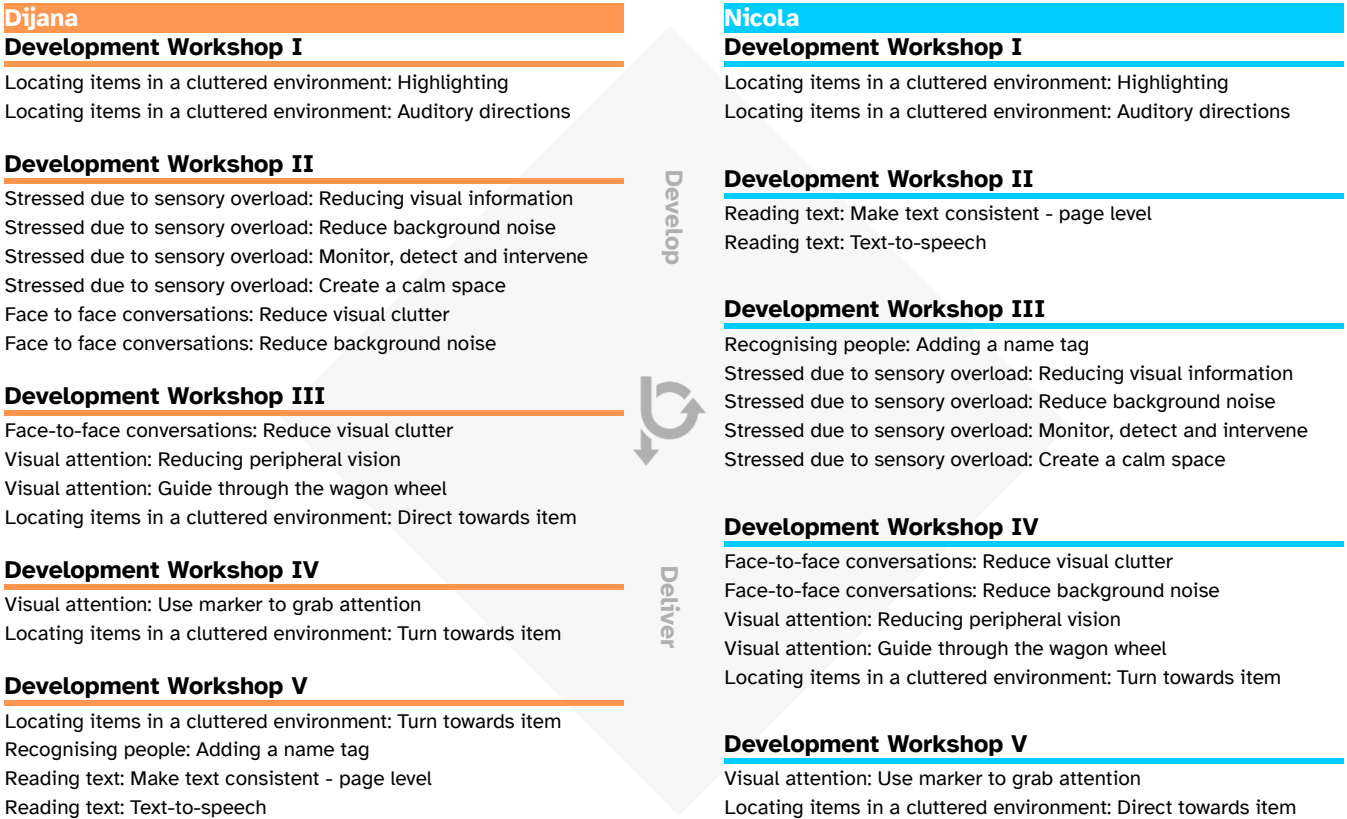 Dijana
Development Workshop I
Locating items in a cluttered environment: Highlighting
Locating items in a cluttered environment: Auditory directions
Development Workshop II
Stressed due to sensory overload: Reducing visual information
Stressed due to sensory overload: Reduce background noise
Stressed due to sensory overload: Monitor, detect and intervene
Stressed due to sensory overload: Create a calm space
Face to face conversations: Reduce visual clutter
Face to face conversations: Reduce background noise
Development Workshop III
Face-to-face conversations: Reduce visual clutter
Visual attention: Reducing peripheral vision
Visual attention: Guide through the wagon wheel
Locating items in a cluttered environment: Direct towards item
Development Workshop IV
Visual attention: Use marker to grab attention
Locating items in a cluttered environment: Turn towards item
Development Workshop V
Locating items in a cluttered environment: Turn towards item
Recognising people: Adding a name tag
Reading text: Make text consistent - page level
Reading text: Text-to-speech
Develop
Deliver
Nicola
Development Workshop I
Locating items in a cluttered environment: Highlighting
Locating items in a cluttered environment: Auditory directions
Development Workshop II
Reading text: Make text consistent - page level
Reading text: Text-to-speech
Development Workshop III
Recognising people: Adding a name tag
Stressed due to sensory overload: Reducing visual information
Stressed due to sensory overload: Reduce background noise
Stressed due to sensory overload: Monitor, detect and intervene
Stressed due to sensory overload: Create a calm space
Development Workshop IV
Face-to-face conversations: Reduce visual clutter
Face-to-face conversations: Reduce background noise
Visual attention: Reducing peripheral vision
Visual attention: Guide through the wagon wheel
Locating items in a cluttered environment: Turn towards item
Development Workshop V
Visual attention: Use marker to grab attention
Locating items in a cluttered environment: Direct towards item